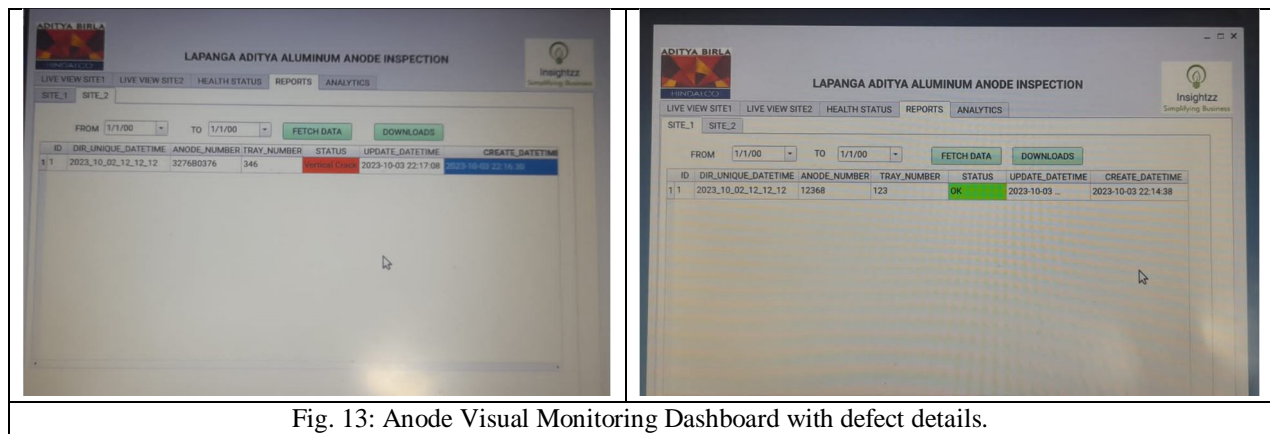 ADITYA BIRLA
HINDALCO
LAPANGA ADITYA ALUMINUM ANODE INSPECTION
Insightzz
Simplifying Business
LIVE VIEW SITE1 LIVE VIEW SITE2 HEALTH STATUS REPORTS ANALYTICS
SITE_1 SITE_2
FROM 1/1/00 TO 1/1/00 FETCH DATA DOWNLOADS
ID DIR_UNIQUE_DATETIME ANODE_NUMBER TRAY_NUMBER STATUS UPDATE_DATETIME CREATE_DATETIME
1 1 2023_10_02_12_12_12 327680376 346 Vertical Crack 2023-10-03 22:17:08
ADITYA BIRLA
HINDALCO
LAPANGA ADITYA ALUMINUM ANODE INSPECTION
Insightzz
Simplifying Business
LIVE VIEW SITE1 LIVE VIEW SITE2 HEALTH STATUS REPORTS ANALYTICS
SITE_1 SITE_2
FROM 1/1/00 TO 1/1/00 FETCH DATA DOWNLOADS
ID DIR_UNIQUE_DATETIME ANODE_NUMBER TRAY_NUMBER STATUS UPDATE_DATETIME CREATE_DATETIME
1 1 2023_10_02_12_12_12 12368 123 OK 2023-10-03 ... 2023-10-03 22:14:38
Fig. 13: Anode Visual Monitoring Dashboard with defect details.